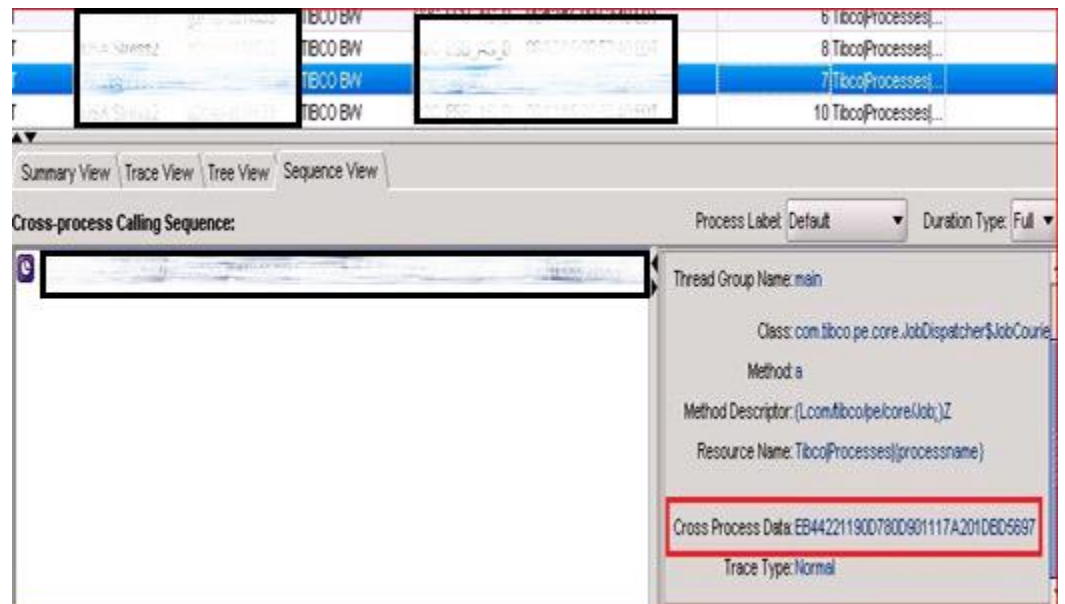 TIBCO BW 6 Tibco|Processes|...
T TIBCO BW 8 Tibco|Processes|...
T TIBCO BW 7 Tibco|Processes|...
T TIBCO BW 10 Tibco|Processes|...
Summary View Trace View Tree View Sequence View
Cross-process Calling Sequence: Process Label: Default Duration Type: Full
Thread Group Name: main
Class: com.tibco.pe.core.JobDispatcher$JobCourie
Method: a
Method Descriptor: (Lcom/tibco/pe/core/Job;)Z
Resource Name: Tibco|Processes|{processname}
Cross Process Data: EB44221190D780D901117A201DBD5697
Trace Type: Normal